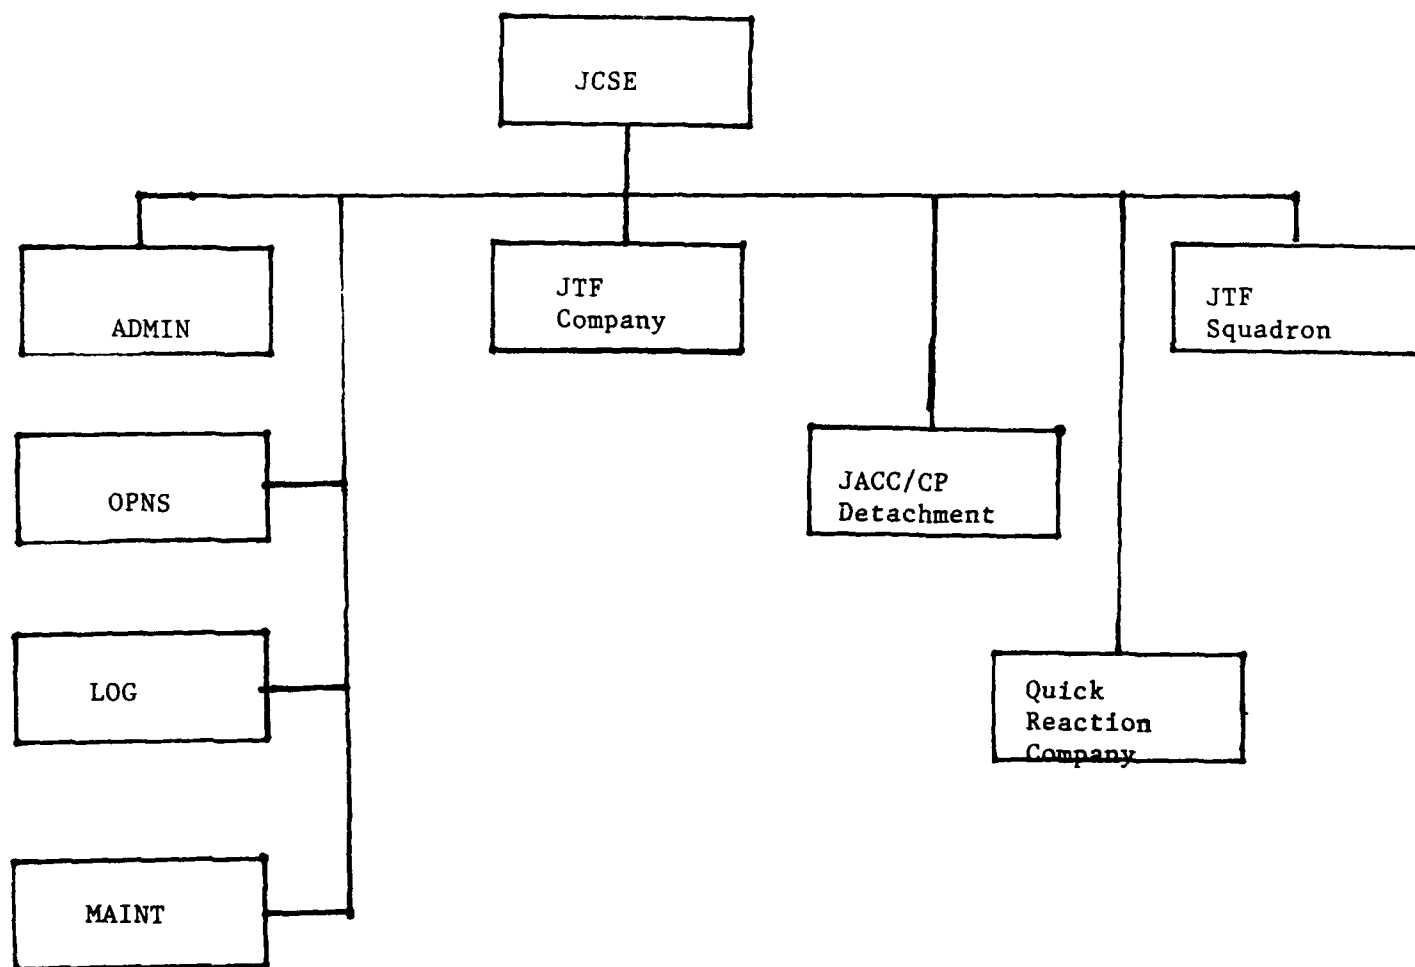 JCSE
ADMIN
JTF
Company
JTF
Squadron
OPNS
JACC/CP
Detachment
LOG
Quick
Reaction
Company
MAINT